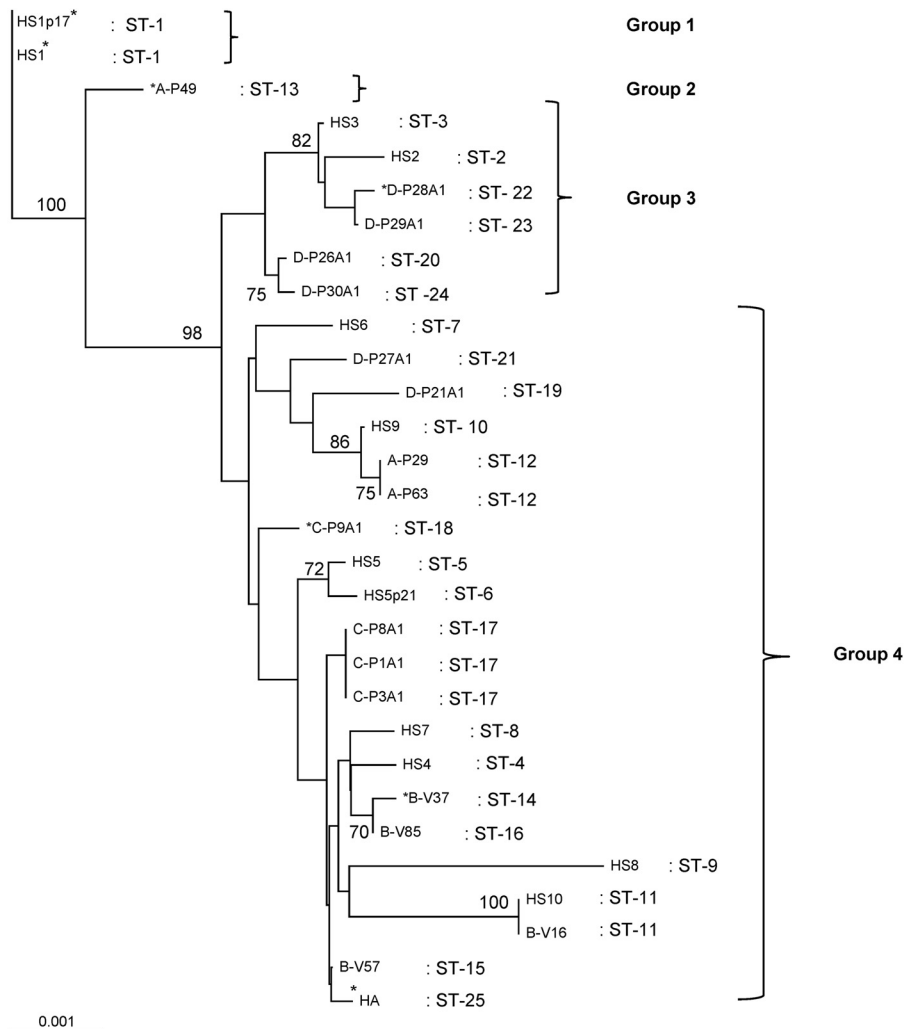 HS1p17* : ST-1 Group 1
HS1* : ST-1
*A-P49 : ST-13 Group 2
HS3 : ST-3
82
HS2 : ST-2
*D-P28A1 : ST- 22
100 Group 3
D-P29A1 : ST- 23
D-P26A1 : ST-20
75 D-P30A1 : ST -24
HS6 : ST-7
98
D-P27A1 : ST-21
D-P21A1 : ST-19
HS9 : ST- 10
86
A-P29 : ST-12
75 A-P63 : ST-12
*C-P9A1 : ST-18
HS5 : ST-5
72
HS5p21 : ST-6
C-P8A1 : ST-17
Group 4
C-P1A1 : ST-17
C-P3A1 : ST-17
HS7 : ST-8
HS4 : ST-4
*B-V37 : ST-14
70 B-V85 : ST-16
HS8 : ST-9
100 HS10 : ST-11
B-V16 : ST-11
B-V57 : ST-15
* HA : ST-25
0.001